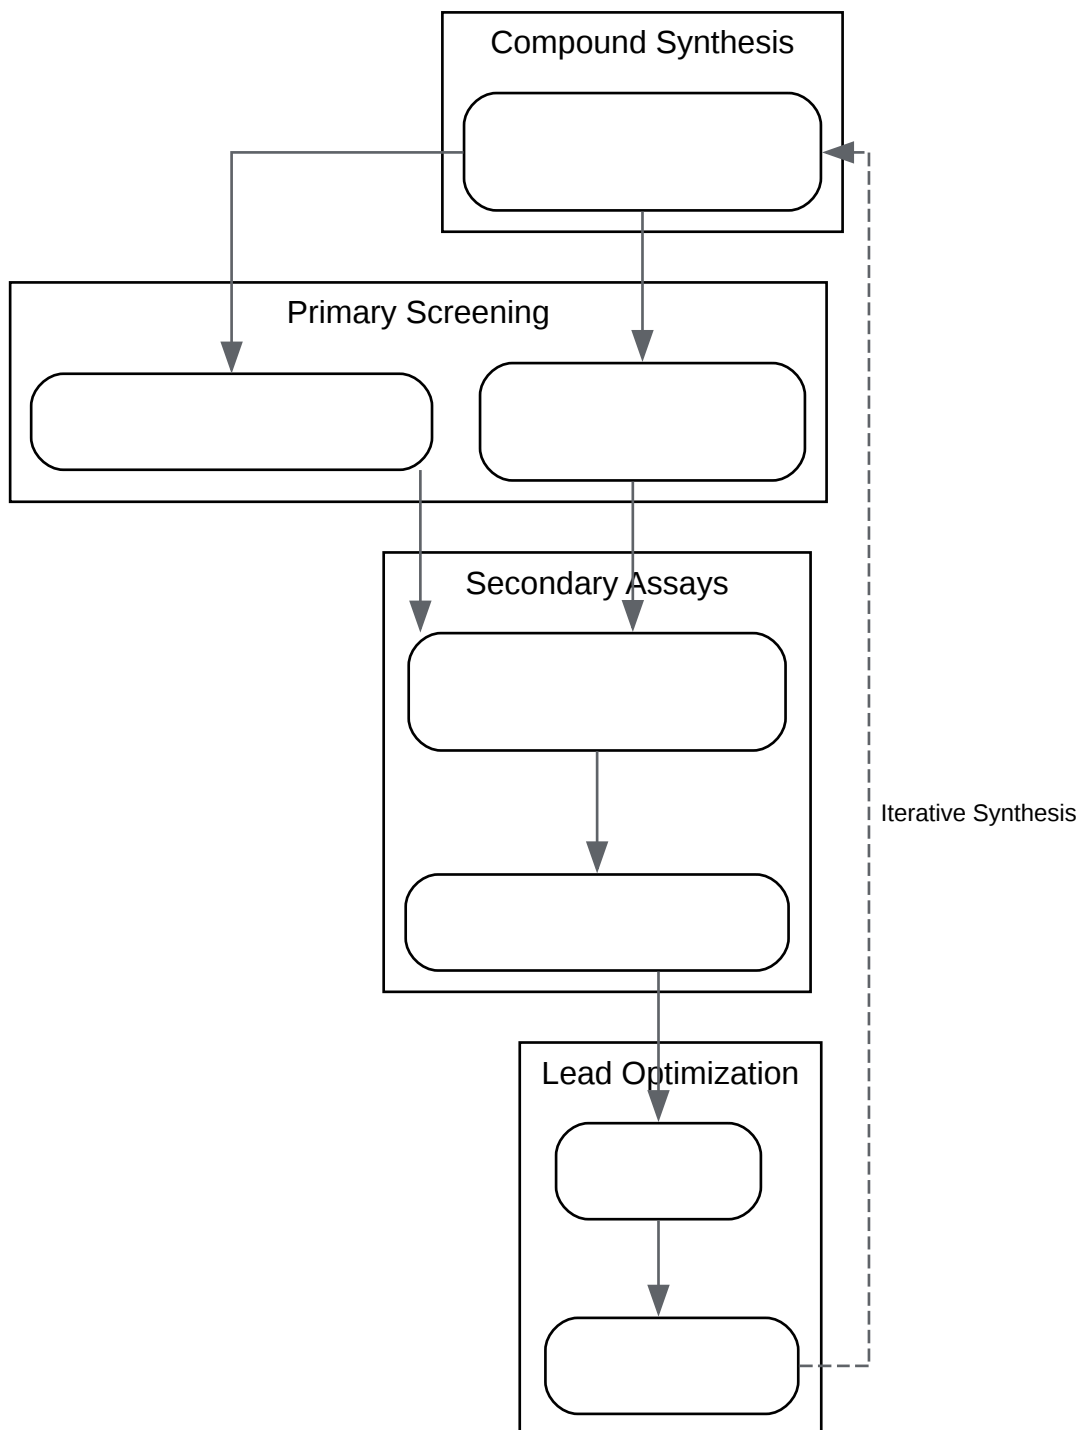 Compound Synthesis
Primary Screening
Secondary Assays
Iterative Synthesis
Lead Optimization